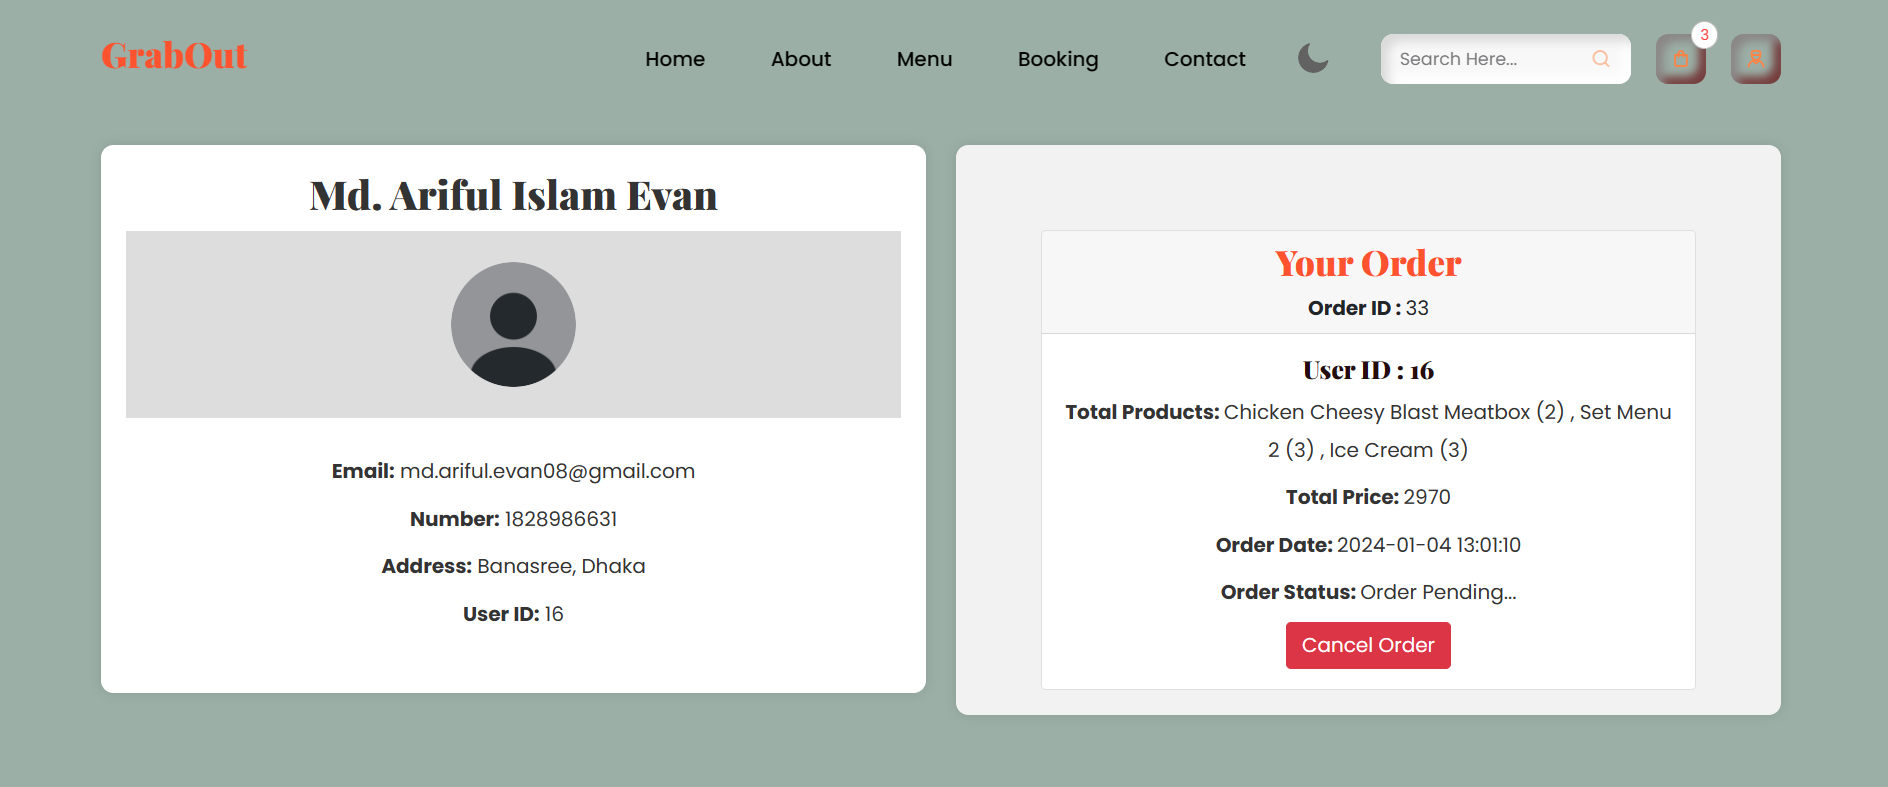 GrabOut
Home About Menu Booking Contact
Search Here...
3
Md. Ariful Islam Evan
Email: md.ariful.evan08@gmail.com
Number: 1828986631
Address: Banasree, Dhaka
User ID: 16
Your Order
Order ID : 33
User ID : 16
Total Products: Chicken Cheesy Blast Meatbox (2) , Set Menu
2 (3) , Ice Cream (3)
Total Price: 2970
Order Date: 2024-01-04 13:01:10
Order Status: Order Pending...
Cancel Order